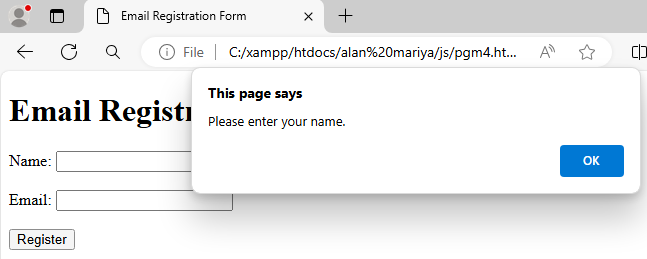 Email Registration Form
File
C:/xampp/htdocs/alan%20mariya/js/pgm4.ht...
This page says
Please enter your name.
OK
Email Registr
Name:
Email:
Register